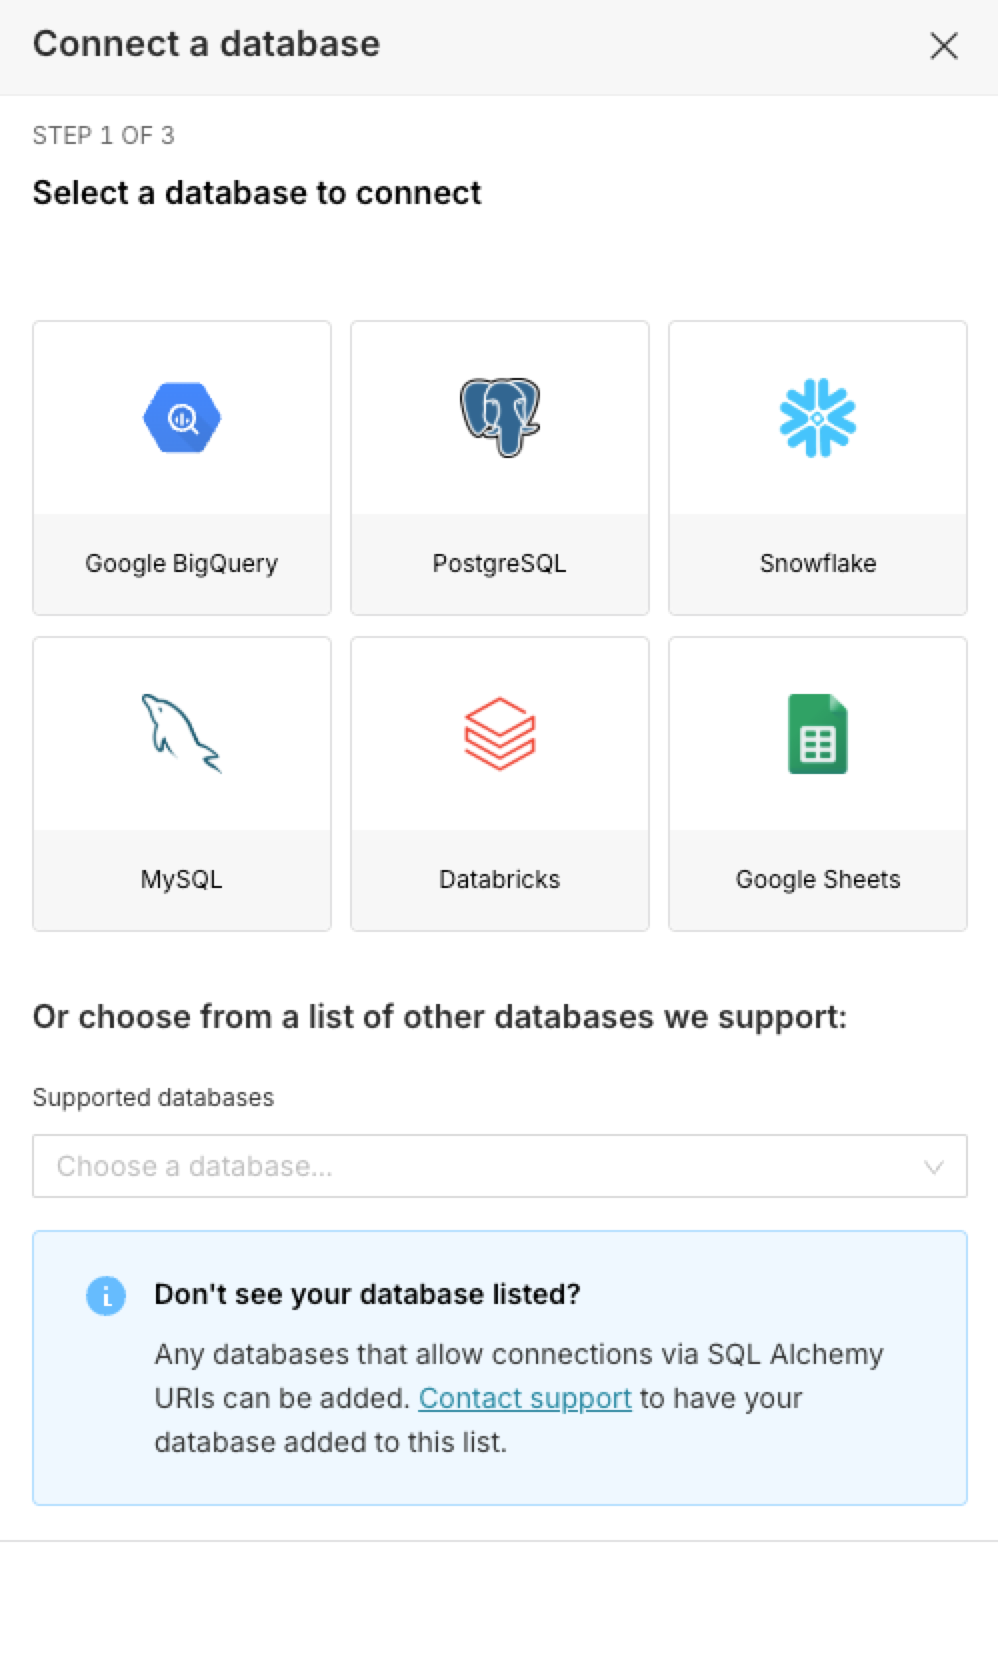 Connect a database
STEP 1 OF 3
Select a database to connect
Google BigQuery
PostgreSQL
Snowflake
MySQL
Databricks
Google Sheets
Or choose from a list of other databases we support:
Supported databases
Choose a database...
Don't see your database listed?
Any databases that allow connections via SQL Alchemy
URIs can be added. Contact support to have your
database added to this list.